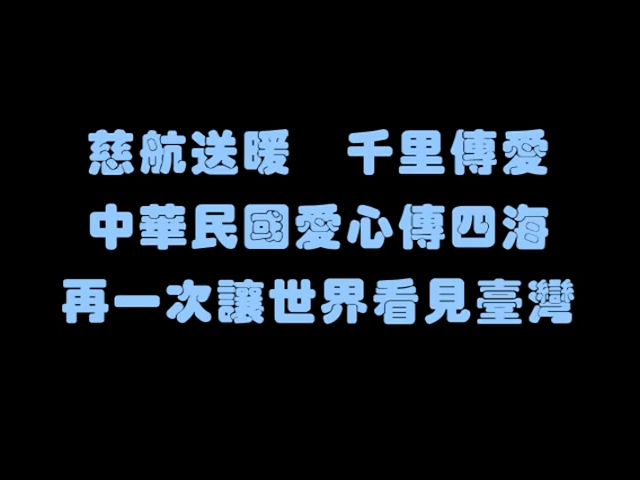 慈航送暖　千里傳愛
中華民國愛心傳四海
再一次讓世界看見臺灣